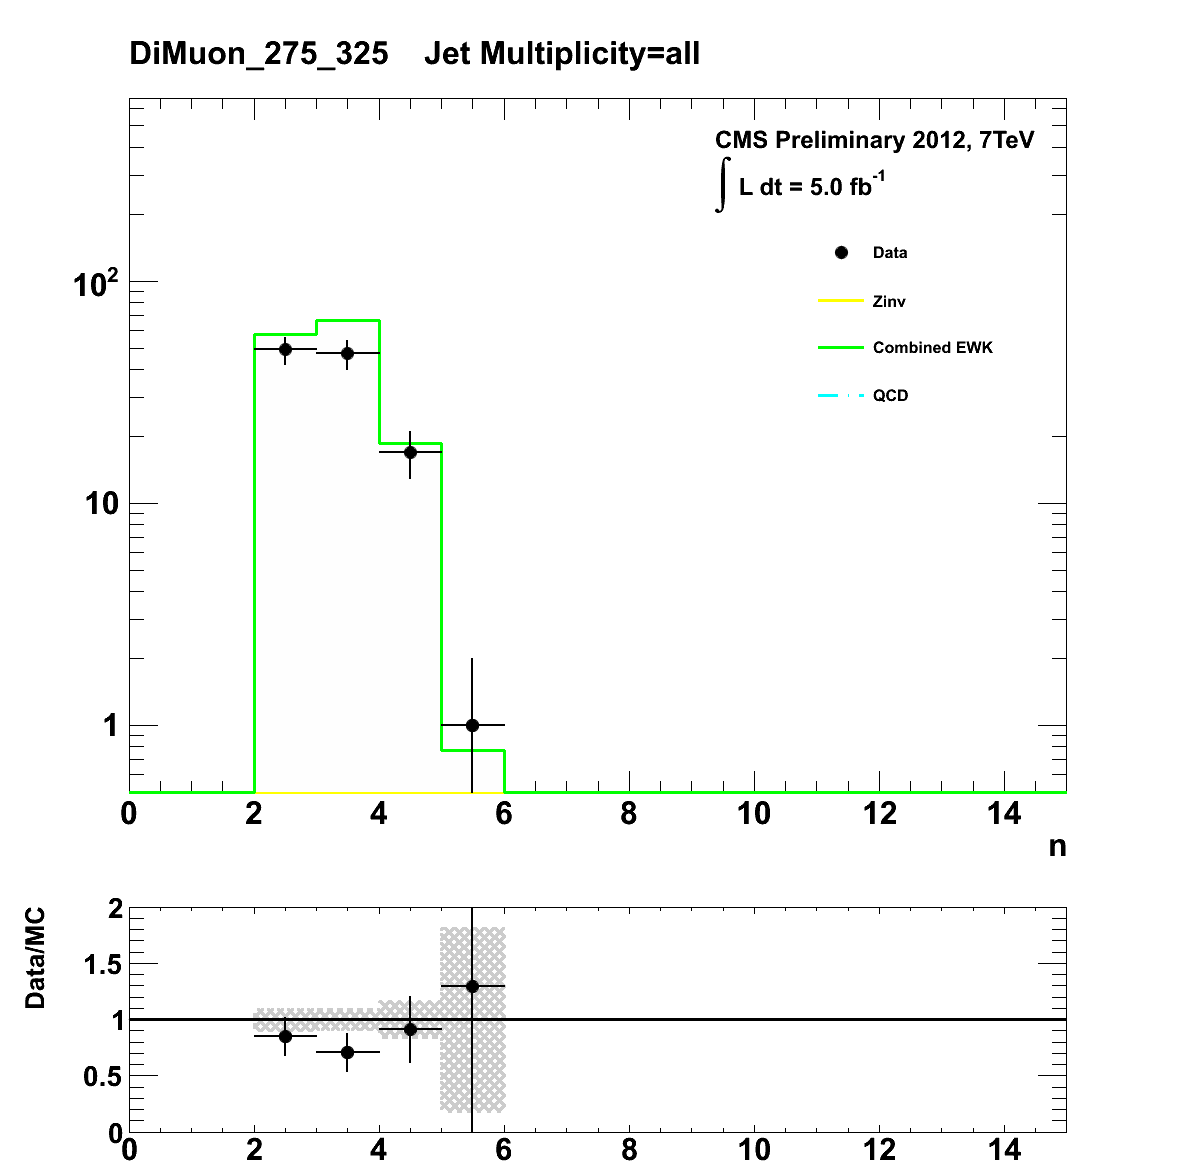 DiMuon_275_325 Jet Multiplicity=all
CMS Preliminary 2012, 7TeV
∫ L dt = 5.0 fb⁻¹
Data
Zinv
Combined EWK
QCD
10²
10
1
0 2 4 6 8 10 12 14
n
Data/MC
2
1.5
1
0.5
0
0 2 4 6 8 10 12 14